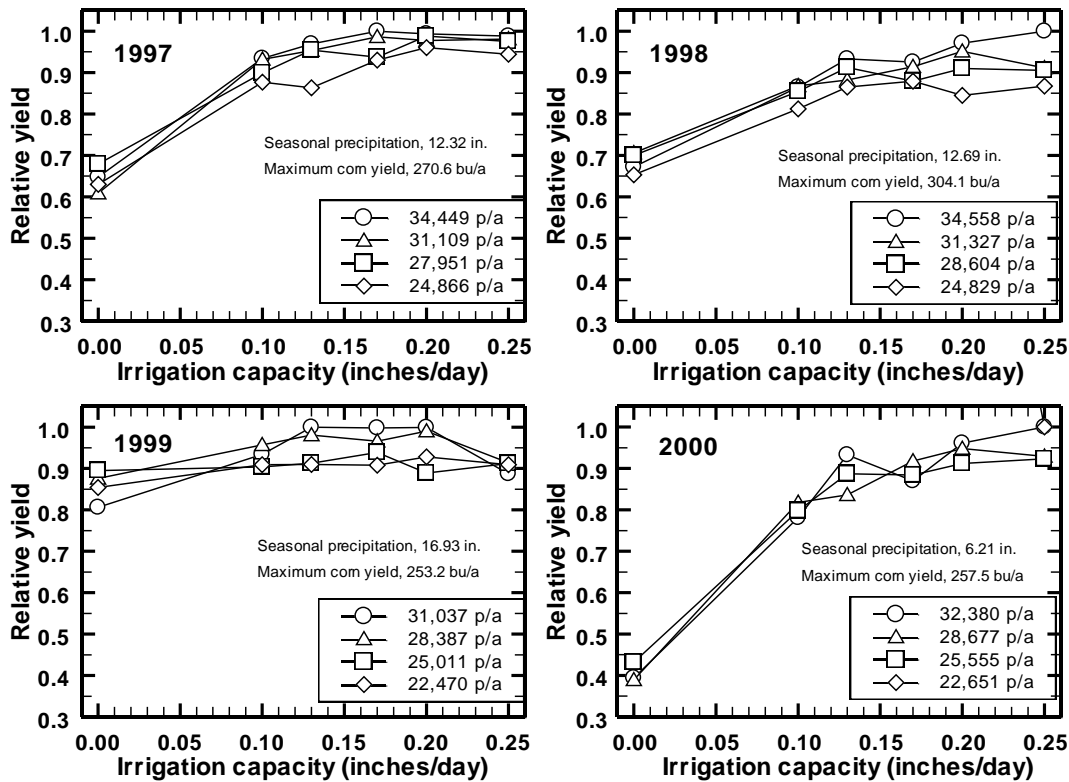 1.0
0.9
0.8
0.7
0.6
0.5
0.4
0.3
Relative yield
1997
Seasonal precipitation, 12.32 in.
Maximum corn yield, 270.6 bu/a
34,449 p/a
31,109 p/a
27,951 p/a
24,866 p/a
0.00 0.05 0.10 0.15 0.20 0.25
Irrigation capacity (inches/day)
1.0
0.9
0.8
0.7
0.6
0.5
0.4
0.3
Relative yield
1998
Seasonal precipitation, 12.69 in.
Maximum corn yield, 304.1 bu/a
34,558 p/a
31,327 p/a
28,604 p/a
24,829 p/a
0.00 0.05 0.10 0.15 0.20 0.25
Irrigation capacity (inches/day)
1.0
0.9
0.8
0.7
0.6
0.5
0.4
0.3
Relative yield
1999
Seasonal precipitation, 16.93 in.
Maximum corn yield, 253.2 bu/a
31,037 p/a
28,387 p/a
25,011 p/a
22,470 p/a
0.00 0.05 0.10 0.15 0.20 0.25
Irrigation capacity (inches/day)
1.0
0.9
0.8
0.7
0.6
0.5
0.4
0.3
Relative yield
2000
Seasonal precipitation, 6.21 in.
Maximum corn yield, 257.5 bu/a
32,380 p/a
28,677 p/a
25,555 p/a
22,651 p/a
0.00 0.05 0.10 0.15 0.20 0.25
Irrigation capacity (inches/day)